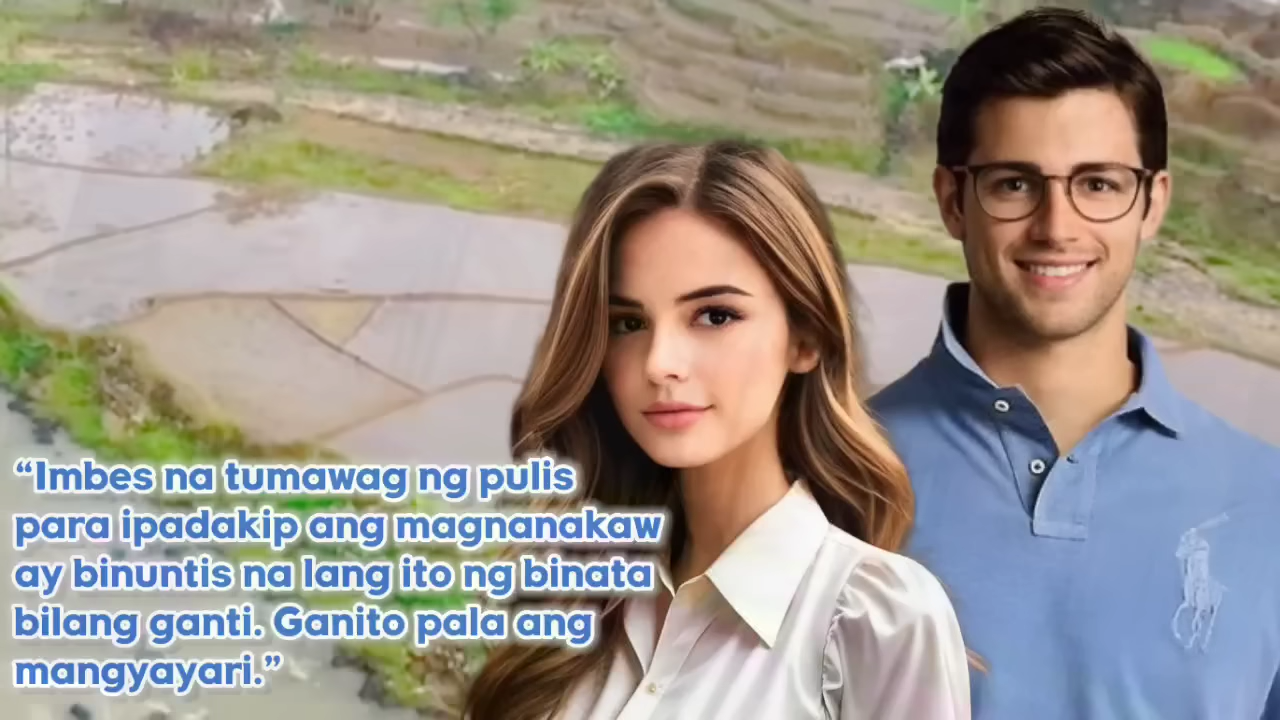 “Imbes na tumawag ng pulis
para ipadakip ang magnanakaw
ay binuntis na lang ito ng binata
bilang ganti. Ganito pala ang
mangyayari.”